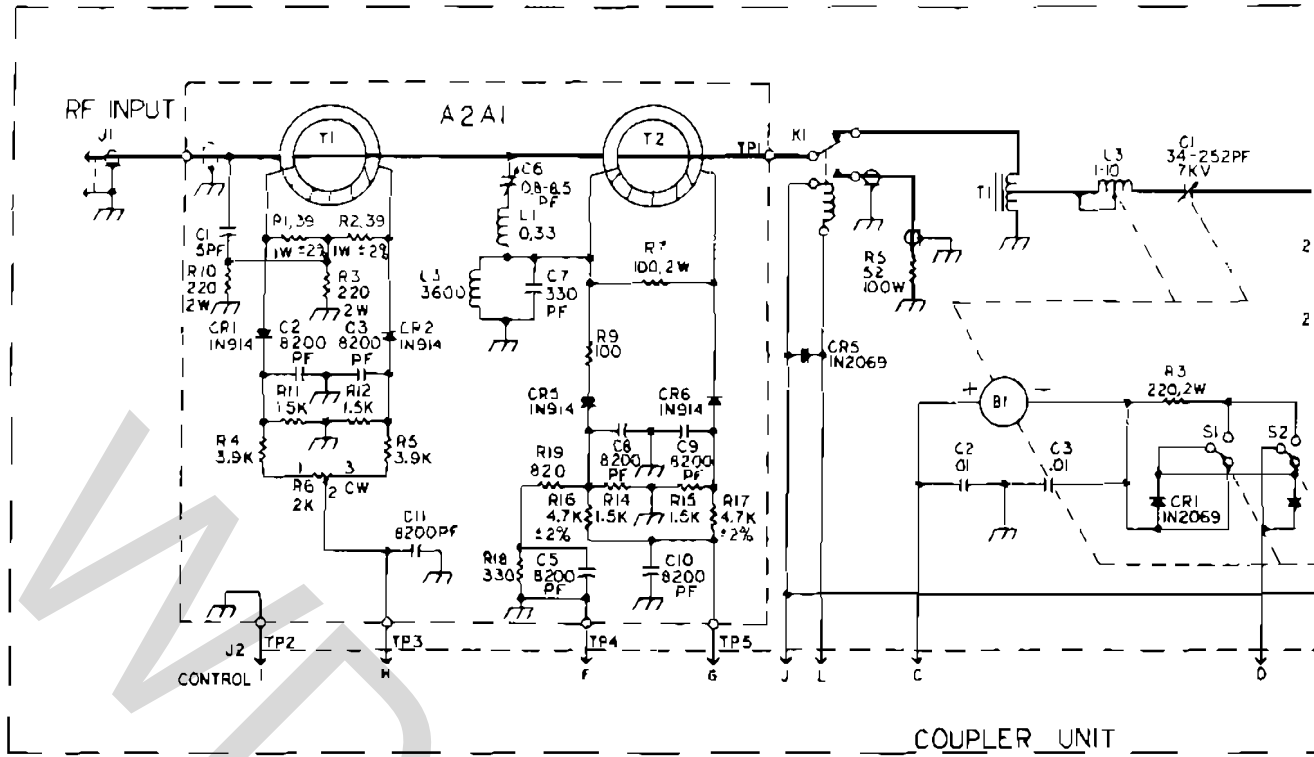 RF INPUT
J1
A2A1
T1
T2
TP1
K1
C6
0.8-8.5
PF
L1
0.33
C1
5PF
R1,39
1W ±2%
R2,39
1W ±2%
R10
220
2W
R3
220
2W
3600
C7
330
PF
R7
100,2W
R9
100
CR1
1N914
C2
8200
PF
C3
8200
PF
CR2
1N914
R11
1.5K
R12
1.5K
R4
3.9K
R5
3.9K
1
3
R6
2
CW
2K
C11
8200PF
CR5
1N914
CR6
1N914
C8
8200
PF
C9
8200
PF
R19
820
R16
4.7K
±2%
R14
1.5K
R15
1.5K
R17
4.7K
±2%
R18
330
C5
8200
PF
C10
8200
PF
T1
L3
1-10
C1
34-252PF
7KV
R5
52
100W
CR5
1N2069
+
B1
-
R3
220,2W
S1
S2
C2
.01
C3
.01
CR1
1N2069
2
2
J2
TP2
TP3
TP4
TP5
CONTROL
I
H
F
G
J
L
C
D
COUPLER UNIT